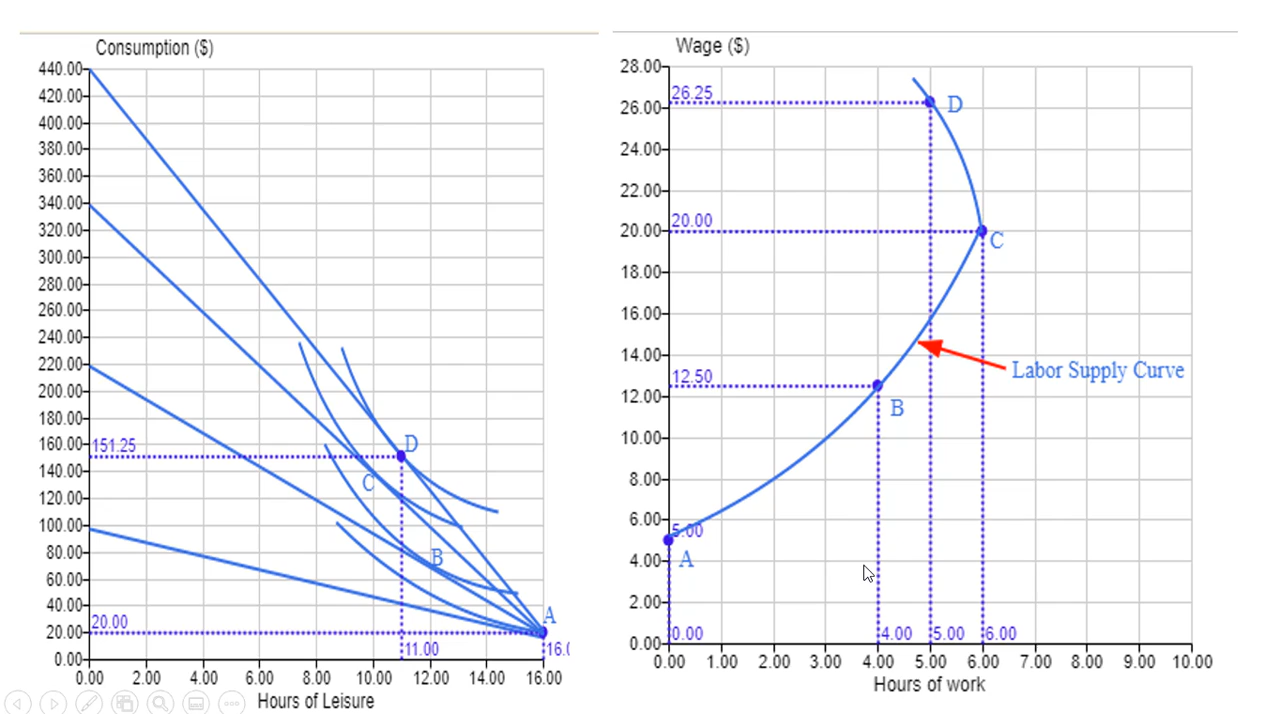 Consumption ($)
440.00
420.00
400.00
380.00
360.00
340.00
320.00
300.00
280.00
260.00
240.00
220.00
200.00
180.00
160.00
151.25
140.00
120.00
100.00
80.00
60.00
40.00
20.00
20.00
0.00
D
C
B
A
11.00
16.0
0.00 2.00 4.00 6.00 8.00 10.00 12.00 14.00 16.00
Hours of Leisure
Wage ($)
28.00
26.25
26.00
24.00
22.00
20.00
20.00
18.00
16.00
14.00
12.50
12.00
10.00
8.00
6.00
5.00
4.00
2.00
0.00
D
C
Labor Supply Curve
B
A
0.00 4.00 5.00 6.00
0.00 1.00 2.00 3.00 4.00 5.00 6.00 7.00 8.00 9.00 10.00
Hours of work